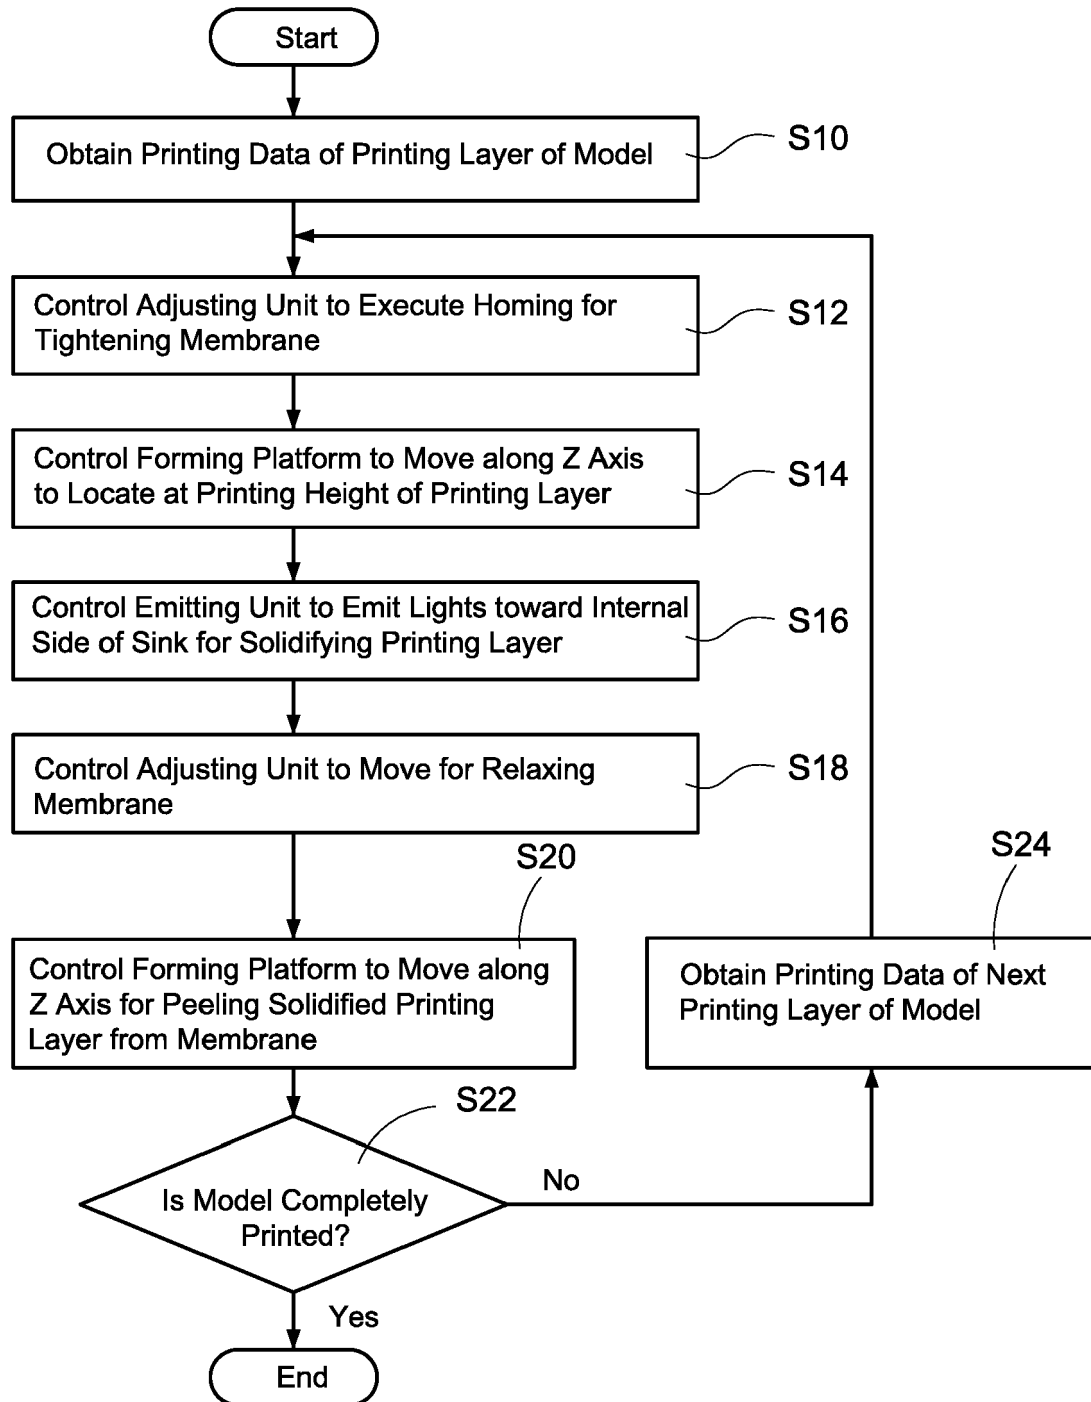 Start
Obtain Printing Data of Printing Layer of Model
S10
Control Adjusting Unit to Execute Homing for
Tightening Membrane
S12
Control Forming Platform to Move along Z Axis
to Locate at Printing Height of Printing Layer
S14
Control Emitting Unit to Emit Lights toward Internal
Side of Sink for Solidifying Printing Layer
S16
Control Adjusting Unit to Move for Relaxing
Membrane
S18
S20
Control Forming Platform to Move along
Z Axis for Peeling Solidified Printing
Layer from Membrane
S24
Obtain Printing Data of Next
Printing Layer of Model
S22
Is Model Completely
Printed?
No
Yes
End